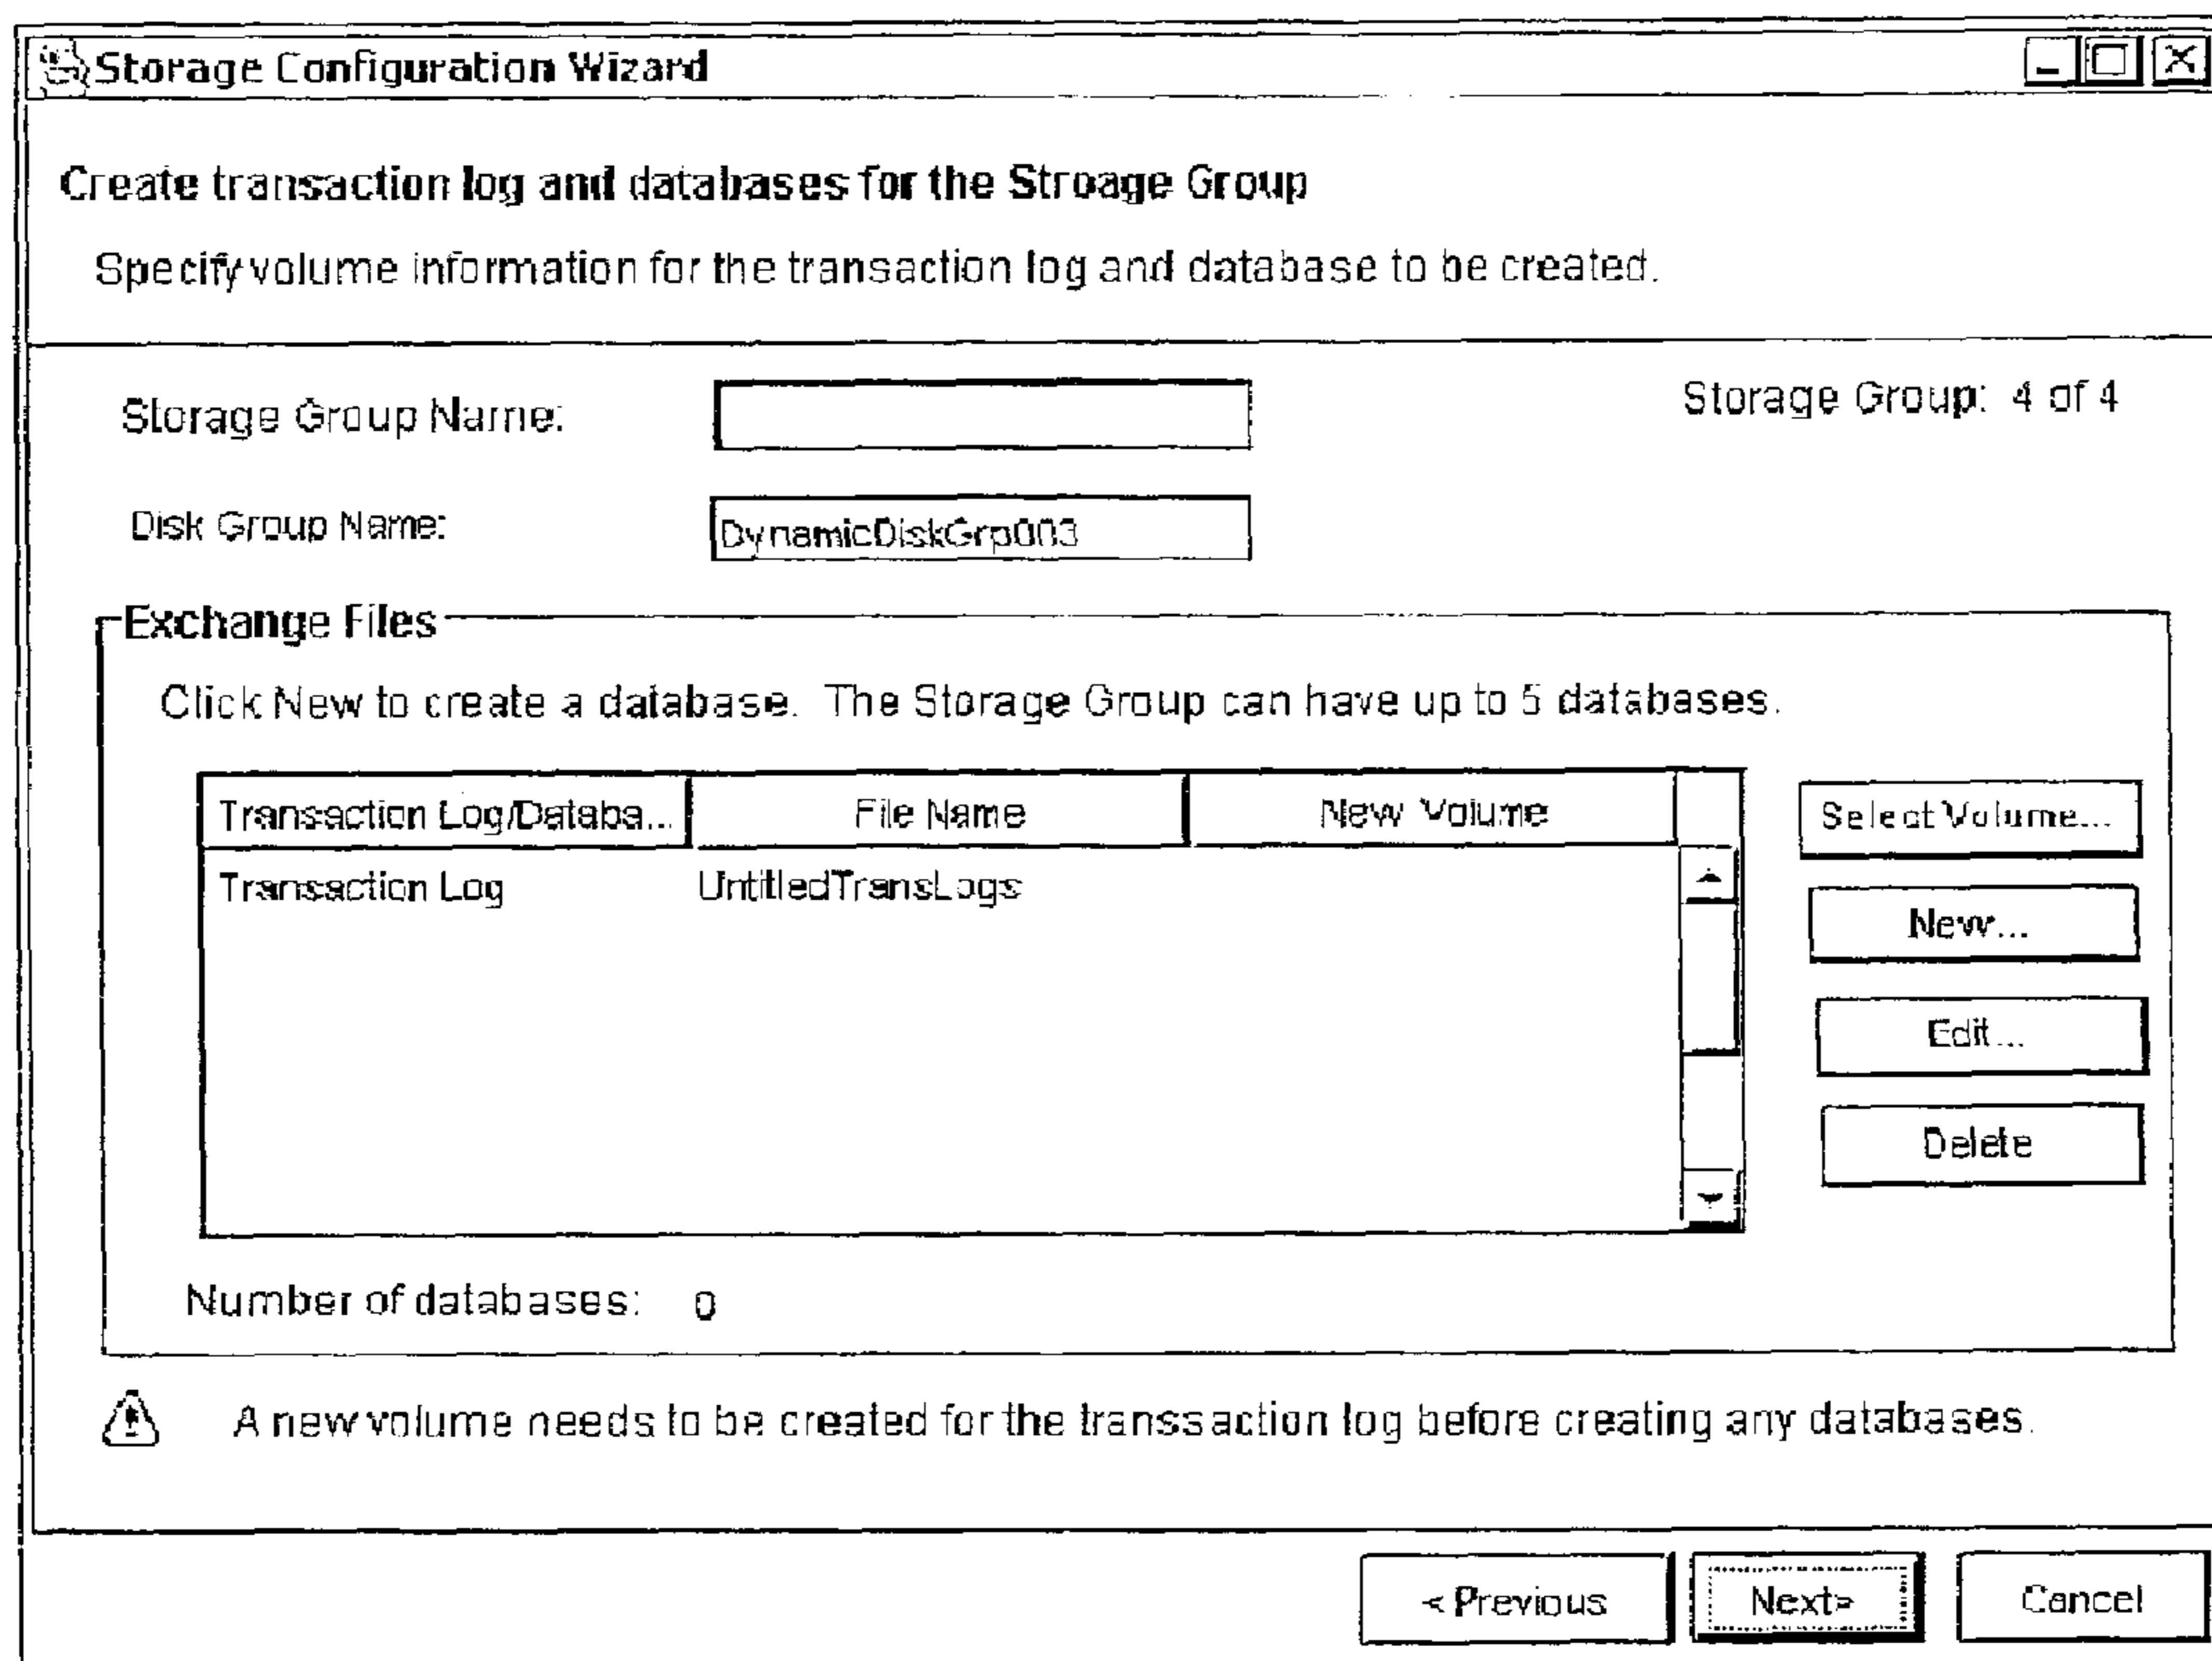 Storage Configuration Wizard
Create transaction log and databases for the Stroage Group
Specify volume information for the transaction log and database to be created.
Storage Group Name:
Storage Group: 4 of 4
Disk Group Name:
DynamicDiskGrp003
Exchange Files
Click New to create a database. The Storage Group can have up to 5 databases.
Transaction Log/Databa... File Name New Volume
Select Volume...
Transaction Log UntitledTransLogs
New...
Edit...
Delete
Number of databases: 0
A new volume needs to be created for the transsaction log before creating any databases.
< Previous Next> Cancel